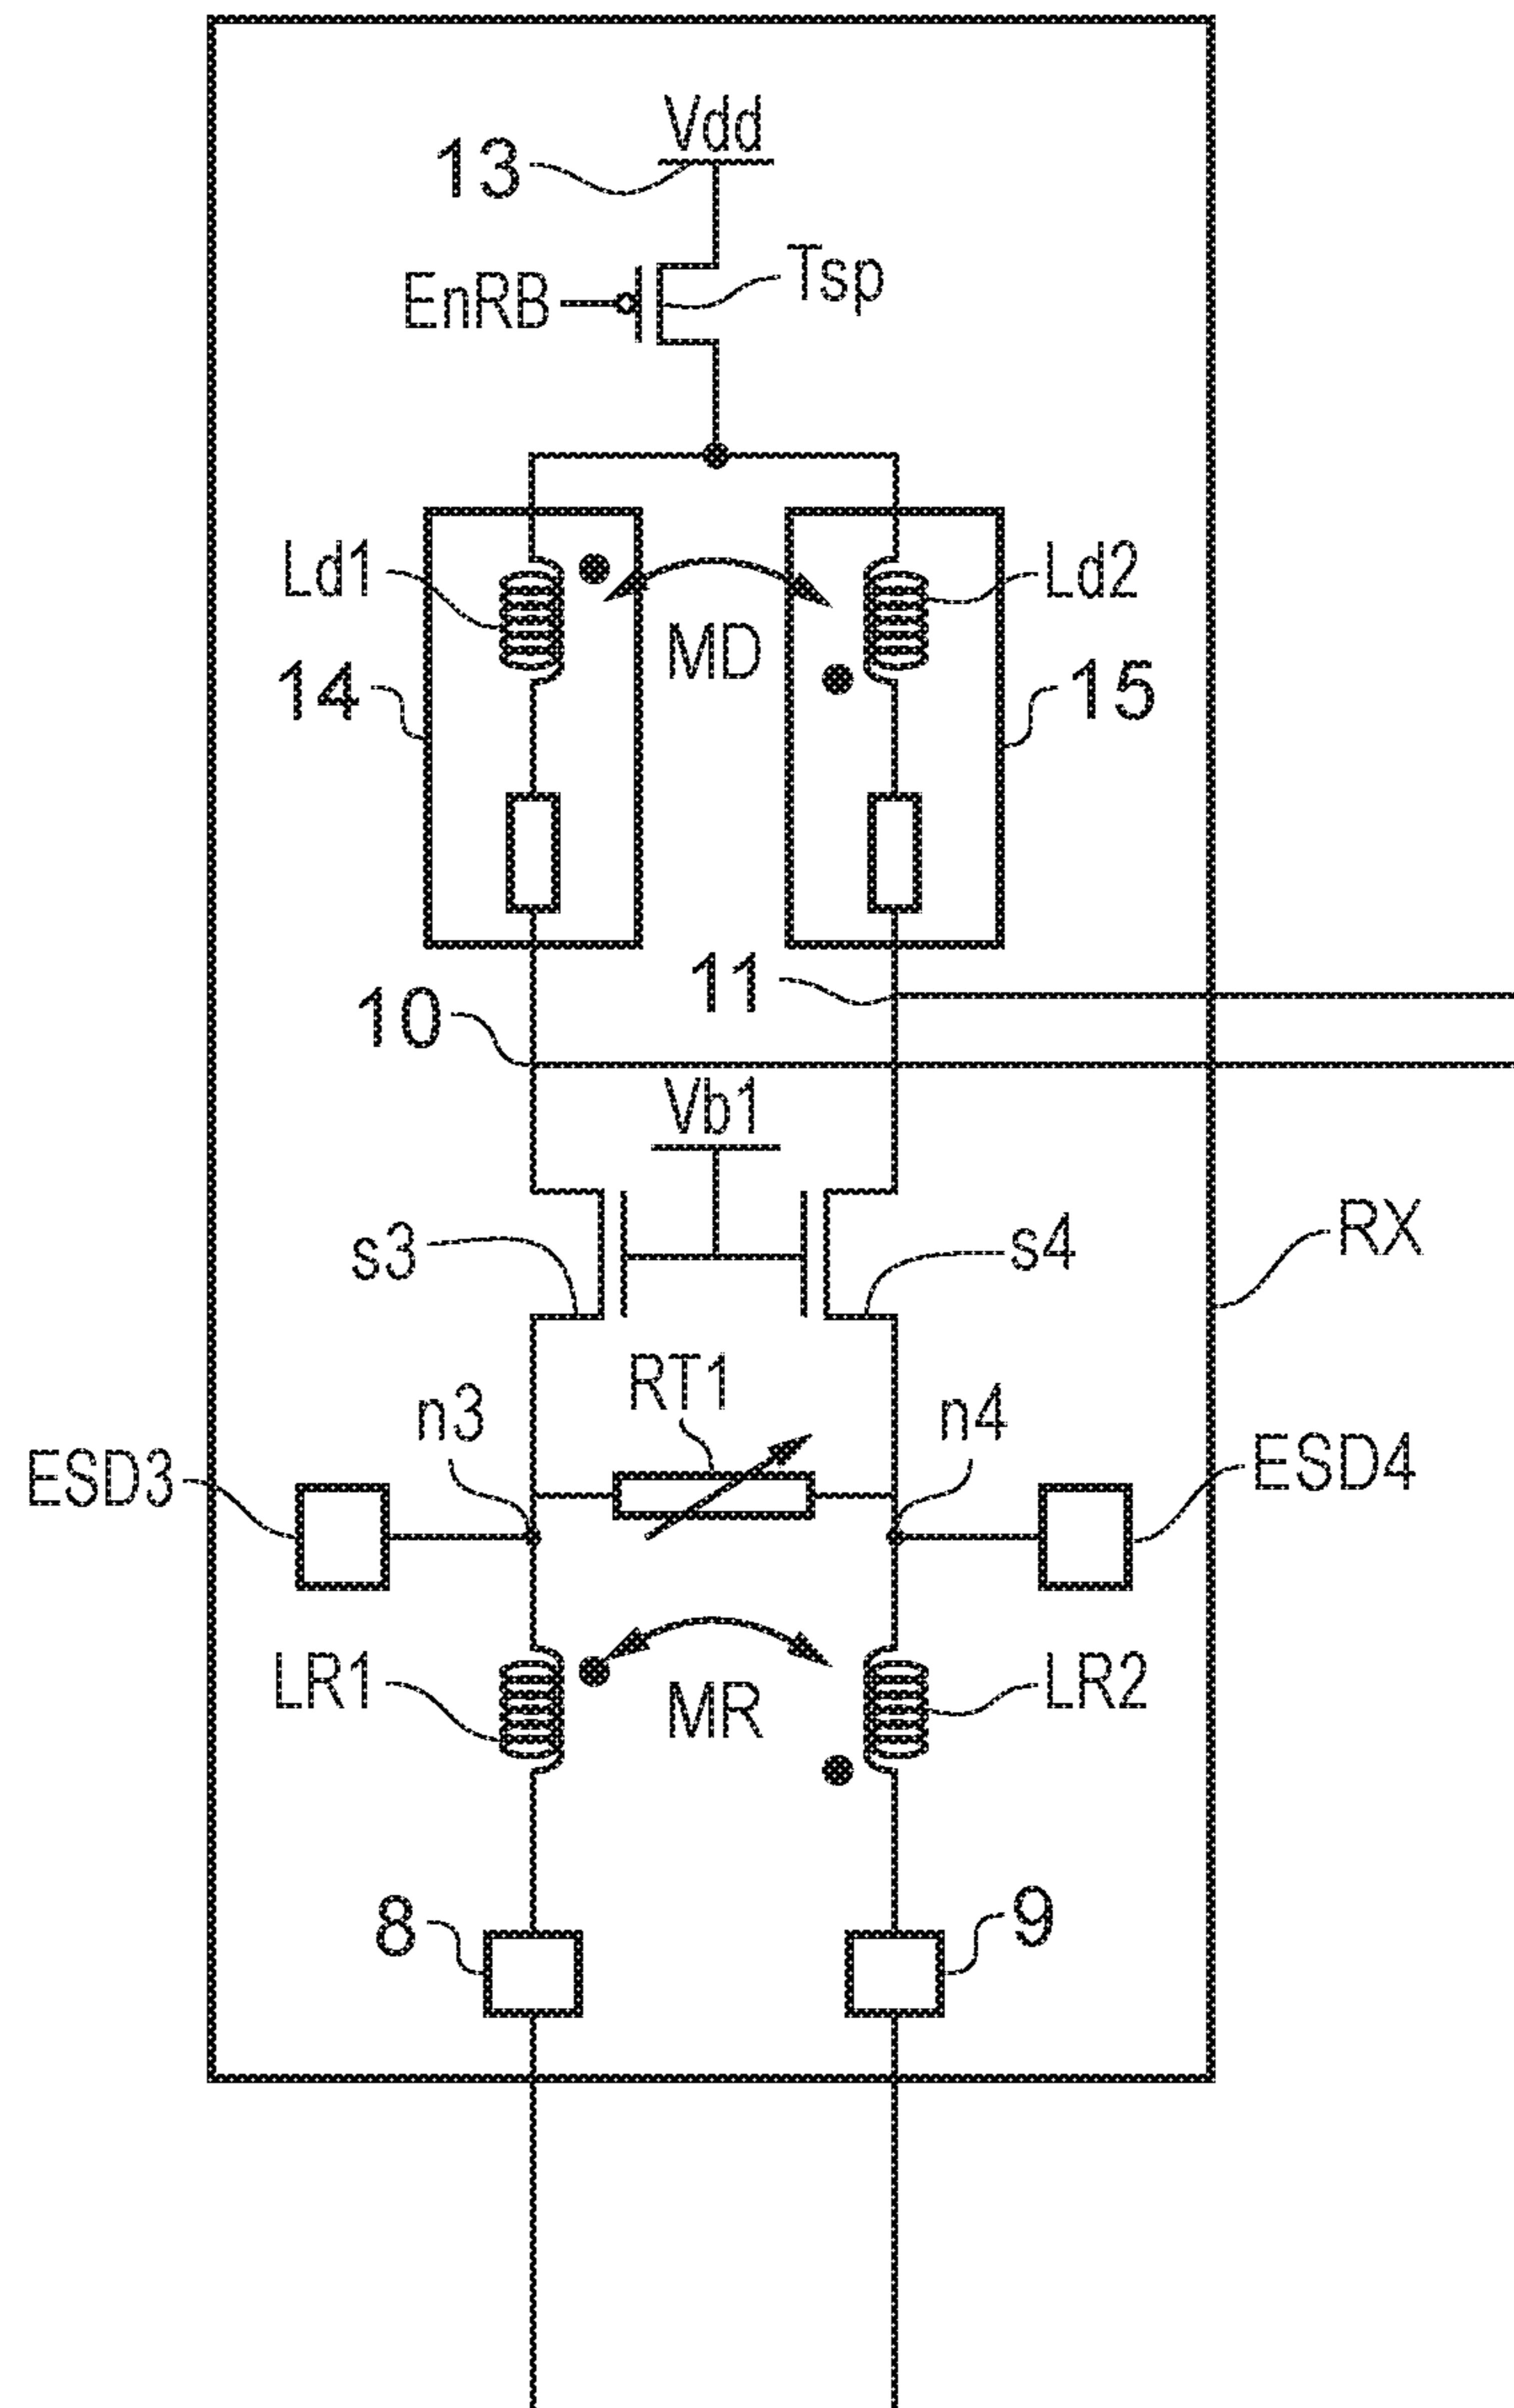 Vdd
13
EnRB
Tsp
Ld1
Ld2
MD
14
15
11
10
Vb1
s3
s4
RX
RT1
n3
n4
ESD3
ESD4
LR1
MR
LR2
8
9